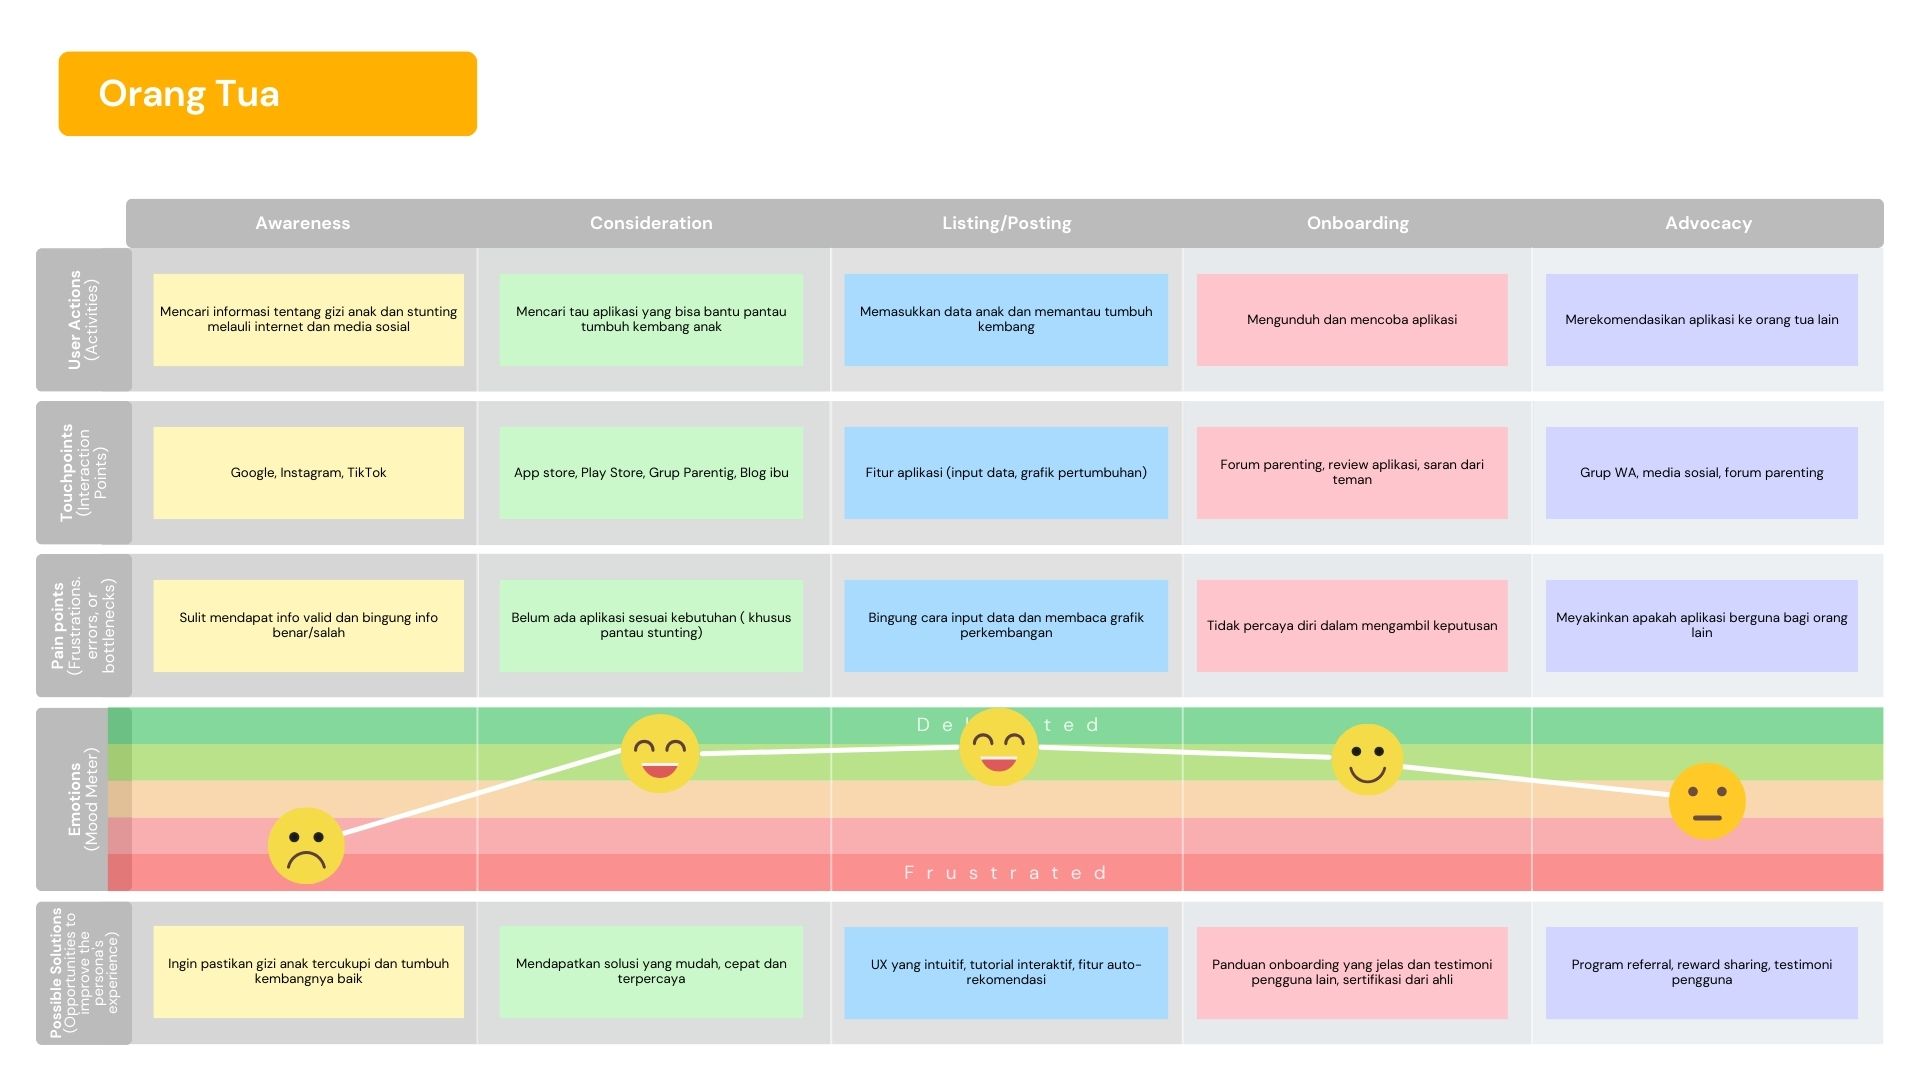 Orang Tua
Awareness
Consideration
Listing/Posting
Onboarding
Advocacy
User Actions
(Activities)
Mencari informasi tentang gizi anak dan stunting
melauli internet dan media sosial
Mencari tau aplikasi yang bisa bantu pantau
tumbuh kembang anak
Memasukkan data anak dan memantau tumbuh
kembang
Mengunduh dan mencoba aplikasi
Merekomendasikan aplikasi ke orang tua lain
Touchpoints
(Interaction
Points)
Google, Instagram, TikTok
App store, Play Store, Grup Parentig, Blog ibu
Fitur aplikasi (input data, grafik pertumbuhan)
Forum parenting, review aplikasi, saran dari
teman
Grup WA, media sosial, forum parenting
Pain points
(Frustrations.
errors, or
bottlenecks)
Sulit mendapat info valid dan bingung info
benar/salah
Belum ada aplikasi sesuai kebutuhan ( khusus
pantau stunting)
Bingung cara input data dan membaca grafik
perkembangan
Tidak percaya diri dalam mengambil keputusan
Meyakinkan apakah aplikasi berguna bagi orang
lain
Emotions
(Mood Meter)
Frustrated
Possible Solutions
(Opportunities to
improve the
persona's
experience)
Ingin pastikan gizi anak tercukupi dan tumbuh
kembangnya baik
Mendapatkan solusi yang mudah, cepat dan
terpercaya
UX yang intuitif, tutorial interaktif, fitur auto-
rekomendasi
Panduan onboarding yang jelas dan testimoni
pengguna lain, sertifikasi dari ahli
Program referral, reward sharing, testimoni
pengguna